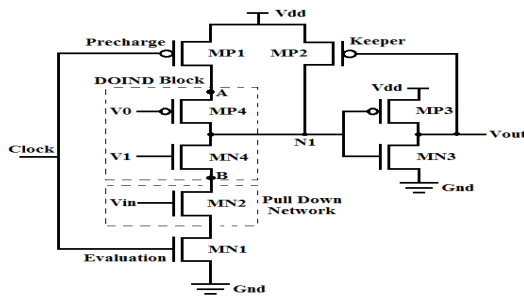 Vdd
Precharge
Keeper
MP1
MP2
DOIND Block
A
Vdd
V0
MP4
MP3
Clock
N1
Vout
V1
MN4
MN3
B
Vin
MN2
Pull Down
Network
Gnd
MN1
Evaluation
Gnd